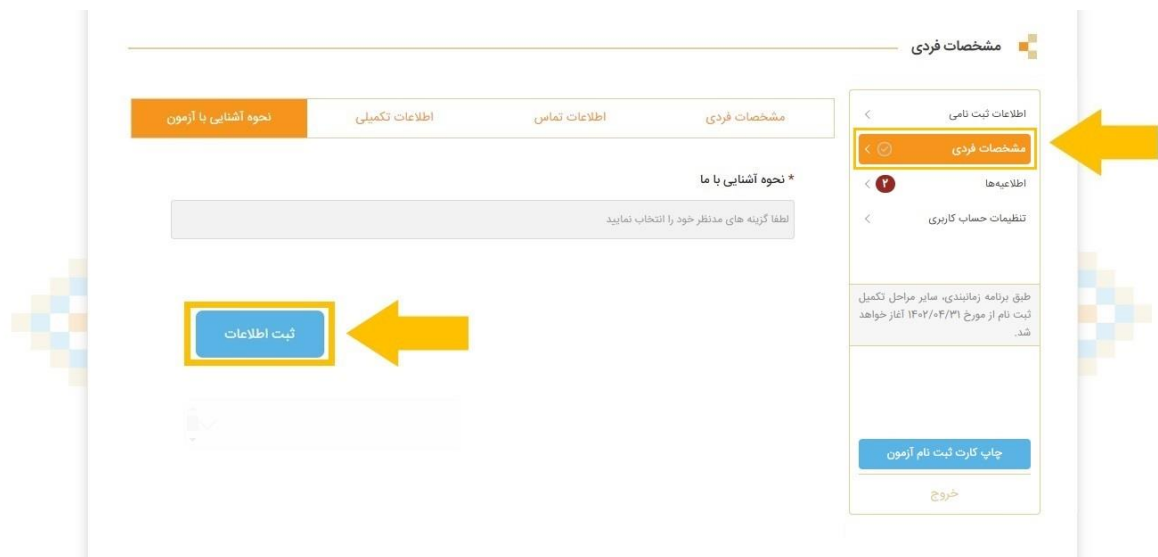 مشخصات فردی
اطلاعات ثبت نامی
مشخصات فردی
اطلاعیه‌ها
۲
تنظیمات حساب کاربری
طبق برنامه زمانبندی، سایر مراحل تکمیل
ثبت نام از مورخ ۱۴۰۲/۰۴/۳۱ آغاز خواهد
شد.
چاپ کارت ثبت نام آزمون
خروج
مشخصات فردی
اطلاعات تماس
اطلاعات تکمیلی
نحوه آشنایی با آزمون
* نحوه آشنایی با ما
لطفا گزینه های مدنظر خود را انتخاب نمایید
ثبت اطلاعات